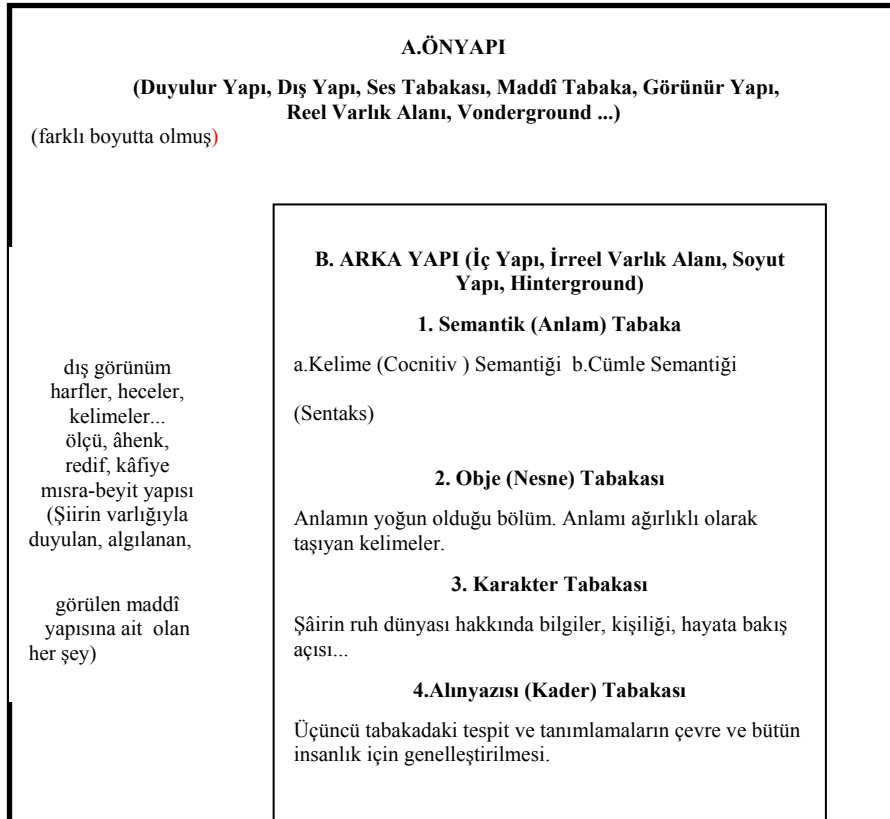 A.ÖNYAPI
(Duyulur Yapı, Dış Yapı, Ses Tabakası, Maddî Tabaka, Görünür Yapı,
Reel Varlık Alanı, Vonderground ...)
(farklı boyutta olmuş)
dış görünüm
harfler, heceler,
kelimeler...
ölçü, âhenk,
redif, kâfiye
mısra-beyit yapısı
(Şiirin varlığıyla
duyulan, algılanan,
görülen maddî
yapısına ait olan
her şey)
B. ARKA YAPI (İç Yapı, İrreel Varlık Alanı, Soyut
Yapı, Hinterground)
1. Semantik (Anlam) Tabaka
a.Kelime (Cocnitiv ) Semantiği b.Cümle Semantiği
(Sentaks)
2. Obje (Nesne) Tabakası
Anlamın yoğun olduğu bölüm. Anlamı ağırlıklı olarak
taşıyan kelimeler.
3. Karakter Tabakası
Şâirin ruh dünyası hakkında bilgiler, kişiliği, hayata bakış
açısı...
4.Alınyazısı (Kader) Tabakası
Üçüncü tabakadaki tespit ve tanımlamaların çevre ve bütün
insanlık için genelleştirilmesi.